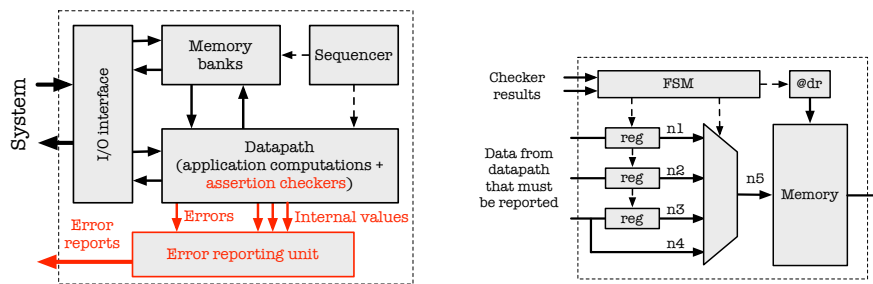 System
I/O interface
Memory
banks
Sequencer
Datapath
(application computations +
assertion checkers)
Errors
Internal values
Error
reports
Error reporting unit
Checker
results
FSM
@dr
Data from
datapath
that must
be reported
reg
n1
reg
n2
reg
n3
n4
n5
Memory